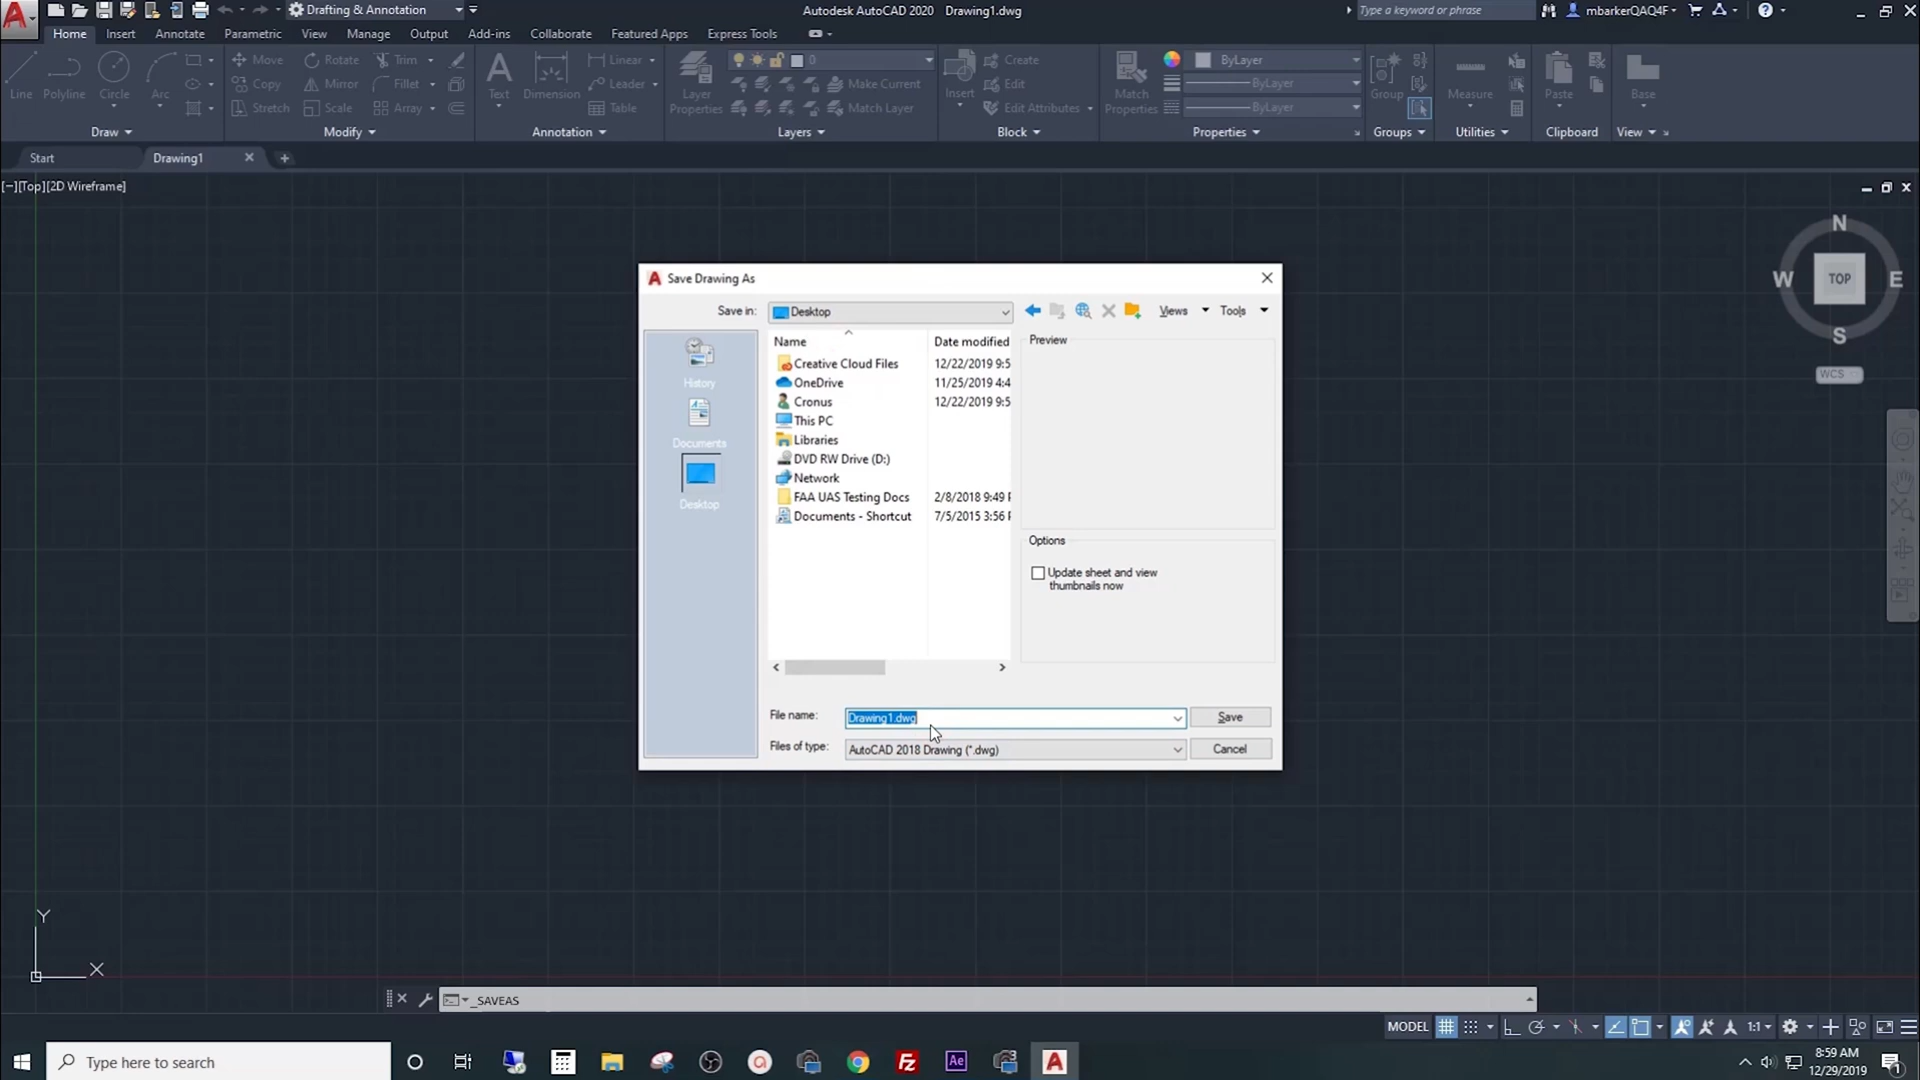 Drafting & Annotation
Autodesk AutoCAD 2020 Drawing1.dwg
Type a keyword or phrase
mbarkerQAQ4F
Home Insert Annotate Parametric View Manage Output Add-ins Collaborate Featured Apps Express Tools
Line Polyline Circle Arc
Move Rotate Trim
Copy Mirror Fillet
Stretch Scale Array
Text Dimension
Linear
Leader
Table
Layer Properties
0
Make Current
Match Layer
Insert
Create
Edit
Edit Attributes
Match Properties
ByLayer
ByLayer
ByLayer
Group
Measure
Paste
Base
Draw Modify Annotation Layers Block Properties Groups Utilities Clipboard View
Start Drawing1
[−][Top][2D Wireframe]
N
W TOP E
S
WCS
Save Drawing As
Save in: Desktop Views Tools
History
Documents
Desktop
Name Date modified
Creative Cloud Files 12/22/2019 9:5
OneDrive 11/25/2019 4:4
Cronus 12/22/2019 9:5
This PC
Libraries
DVD RW Drive (D:)
Network
FAA UAS Testing Docs 2/8/2018 9:49 P
Documents - Shortcut 7/5/2015 3:56 P
Preview
Options
Update sheet and view
thumbnails now
File name: Drawing1.dwg Save
Files of type: AutoCAD 2018 Drawing (*.dwg) Cancel
Y
X
_SAVEAS
MODEL 1:1
Type here to search
Ae
8:59 AM
12/29/2019